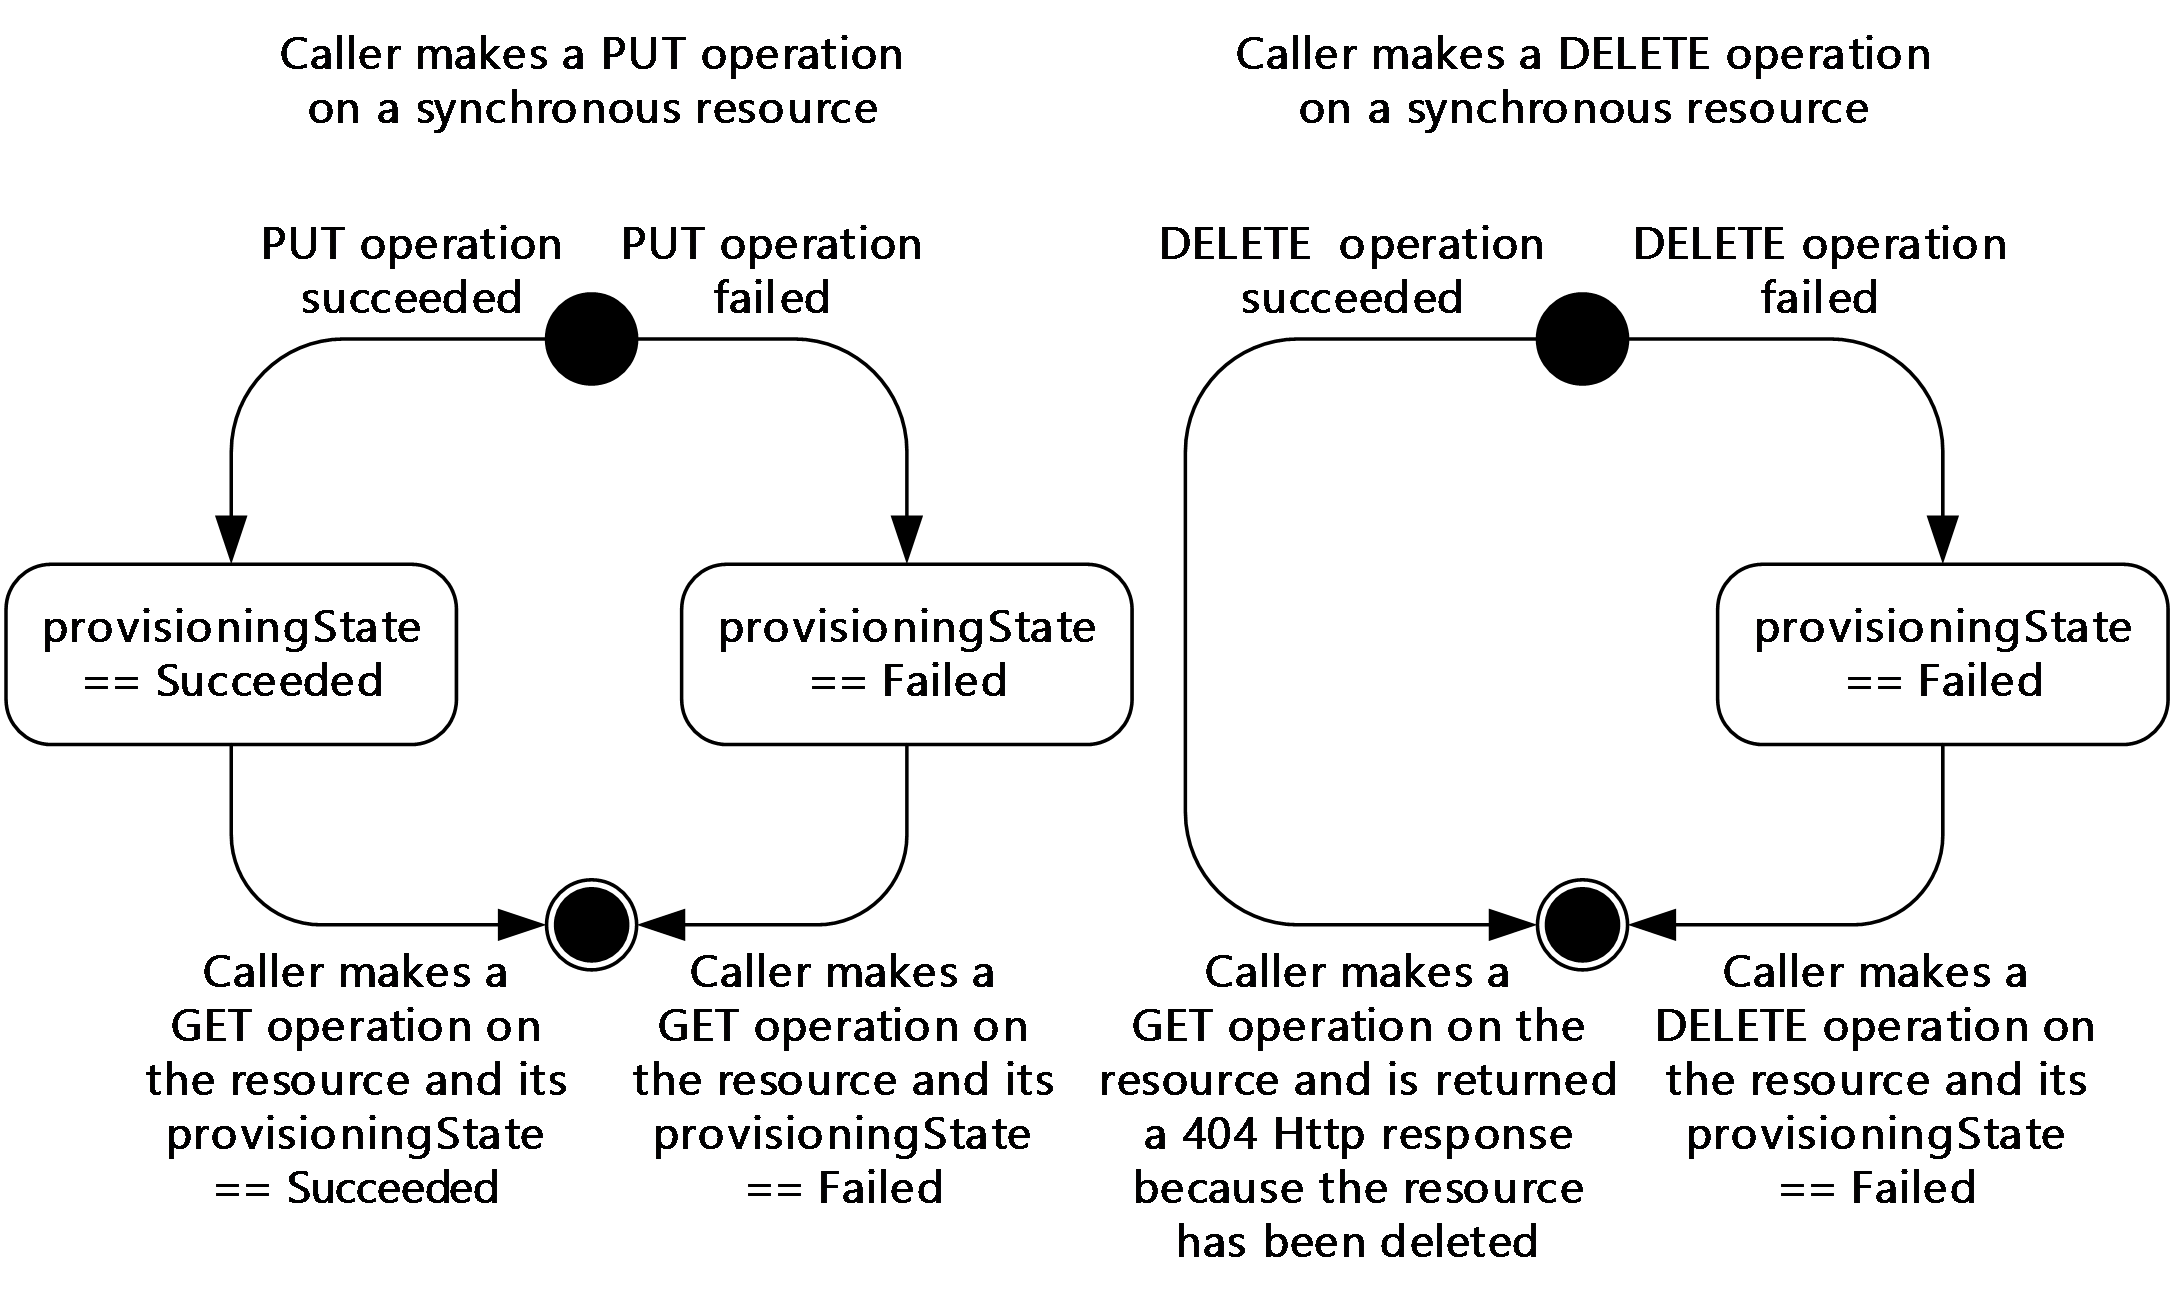 Caller makes a PUT operation
on a synchronous resource
PUT operation
succeeded
PUT operation
failed
provisioningState
== Succeeded
provisioningState
== Failed
Caller makes a
GET operation on
the resource and its
provisioningState
== Succeeded
Caller makes a
GET operation on
the resource and its
provisioningState
== Failed
Caller makes a DELETE operation
on a synchronous resource
DELETE operation
succeeded
DELETE operation
failed
provisioningState
== Failed
Caller makes a
GET operation on the
resource and is returned
a 404 Http response
because the resource
has been deleted
Caller makes a
DELETE operation on
the resource and its
provisioningState
== Failed